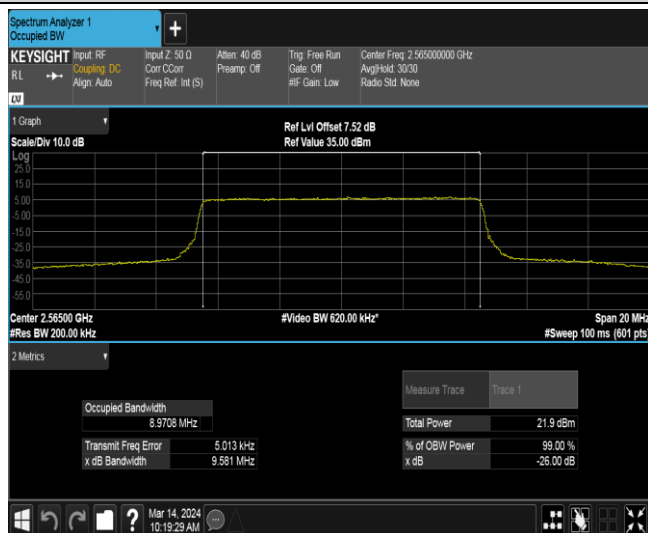 Spectrum Analyzer 1
Occupied BW
+
KEYSIGHT Input: RF Input Z: 50 Ω Atten: 40 dB Trig: Free Run Center Freq: 2.565000000 GHz
RL Coupling: DC Corr CCorr Preamp: Off Gate: Off Avg|Hold: 30/30
Align: Auto Freq Ref: Int (S) #IF Gain: Low Radio Std: None
LXI
1 Graph
Ref Lvl Offset 7.52 dB
Scale/Div 10.0 dB Ref Value 35.00 dBm
Log
25.0
15.0
5.00
-5.00
-15.0
-25.0
-35.0
-45.0
-55.0
Center 2.56500 GHz #Video BW 620.00 kHz* Span 20 MHz
#Res BW 200.00 kHz #Sweep 100 ms (601 pts)
2 Metrics
Measure Trace Trace 1
Occupied Bandwidth
8.9708 MHz Total Power 21.9 dBm
Transmit Freq Error 5.013 kHz % of OBW Power 99.00 %
x dB Bandwidth 9.581 MHz x dB -26.00 dB
? Mar 14, 2024
10:19:29 AM